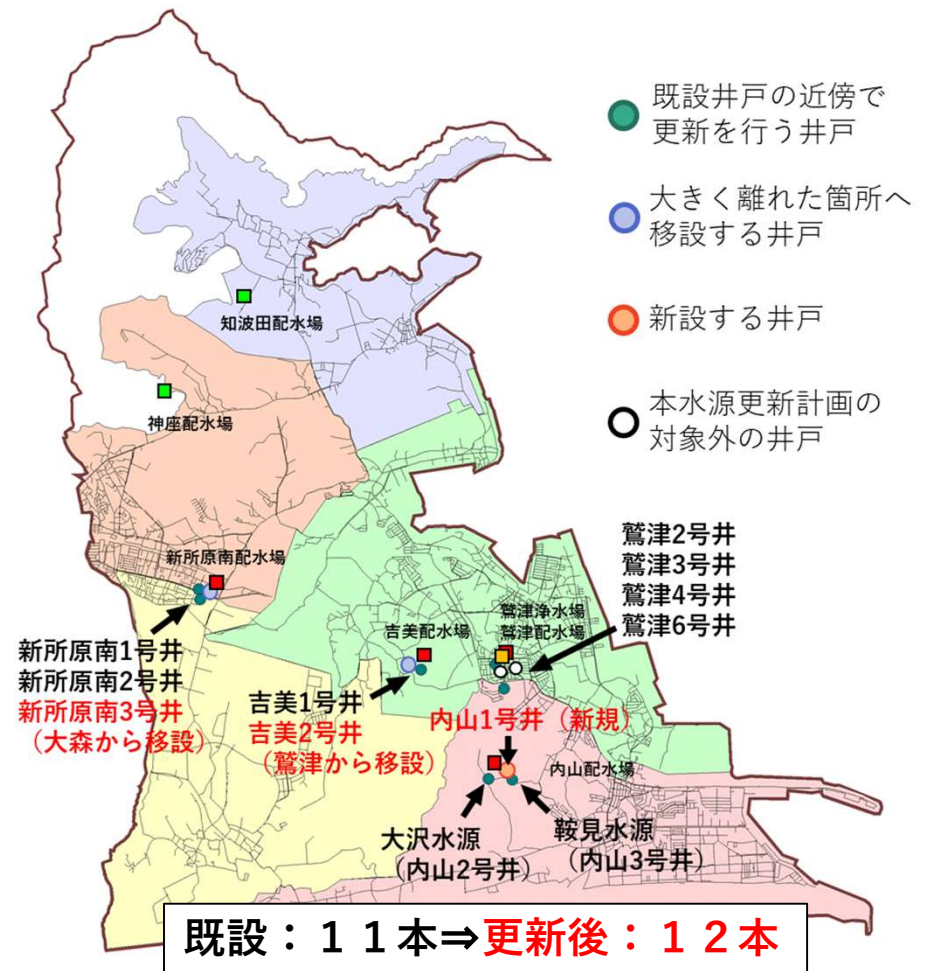 既設井戸の近傍で
更新を行う井戸
大きく離れた箇所へ
移設する井戸
新設する井戸
本水源更新計画の
対象外の井戸
知波田配水場
神座配水場
新所原南配水場
新所原南1号井
新所原南2号井
新所原南3号井
（大森から移設）
吉美配水場
吉美1号井
吉美2号井
（鷲津から移設）
鷲津浄水場
鷲津配水場
鷲津2号井
鷲津3号井
鷲津4号井
鷲津6号井
内山1号井（新規）
内山配水場
大沢水源
（内山2号井）
鞍見水源
（内山3号井）
既設：１１本⇒更新後：１２本